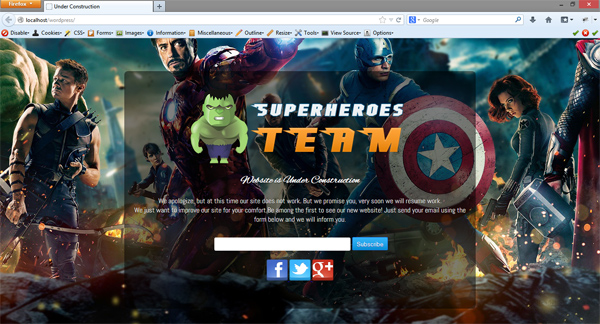 Firefox
Under Construction
localhost/wordpress/
Google
Disable Cookies CSS Forms Images Information Miscellaneous Outline Resize Tools View Source Options
SUPERHEROES
TEAM
Website is Under Construction
We apologize, but at this time our site does not work. But we promise you, very soon we will resume work.
We just want to improve our site for your comfort.Be among the first to see our new website! Just send your email using the
form below and we will inform you.
Subscribe
f
g+